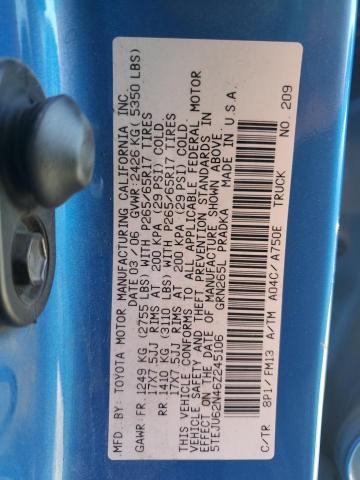 MFD. BY: TOYOTA MOTOR MANUFACTURING CALIFORNIA INC.
DATE: 03/06 GVWR: 2426 KG( 5350 LBS)
GAWR: FR: 1249 KG (2755 LBS) WITH P265/65R17 TIRES
17X7.5JJ RIMS AT 200 KPA (29 PSI) COLD
RR: 1410 KG (3110 LBS) WITH P265/65R17 TIRES
17X7.5JJ RIMS AT 200 KPA (29 PSI) COLD
THIS VEHICLE CONFORMS TO ALL APPLICABLE FEDERAL MOTOR
VEHICLE SAFETY AND THEFT PREVENTION STANDARDS IN
EFFECT ON THE DATE OF MANUFACTURE SHOWN ABOVE.
5TEJU62N46Z245106 GRN265L PRADKA MADE IN U.S.A.
C/TR 8P1/FM13 A/TM A04C/A750E TRUCK NO. 209